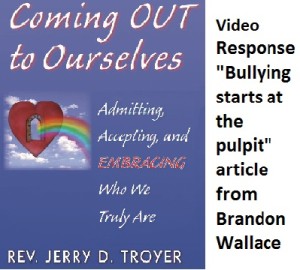 Coming OUT
to Ourselves
Admitting,
Accepting, and
EMBRACING
Who We
Truly Are
REV. JERRY D. TROYER
Video
Response
"Bullying
starts at
the
pulpit"
article
from
Brandon
Wallace